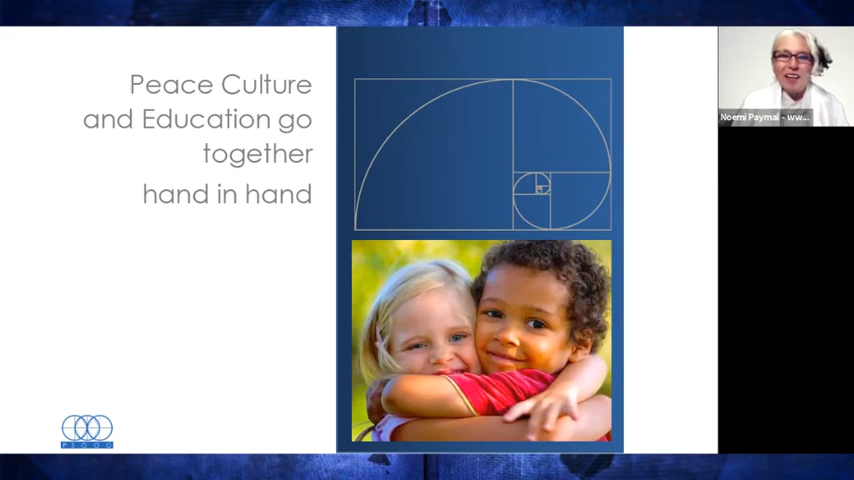 Peace Culture
and Education go
together
hand in hand
Noemi Paymal - ww...